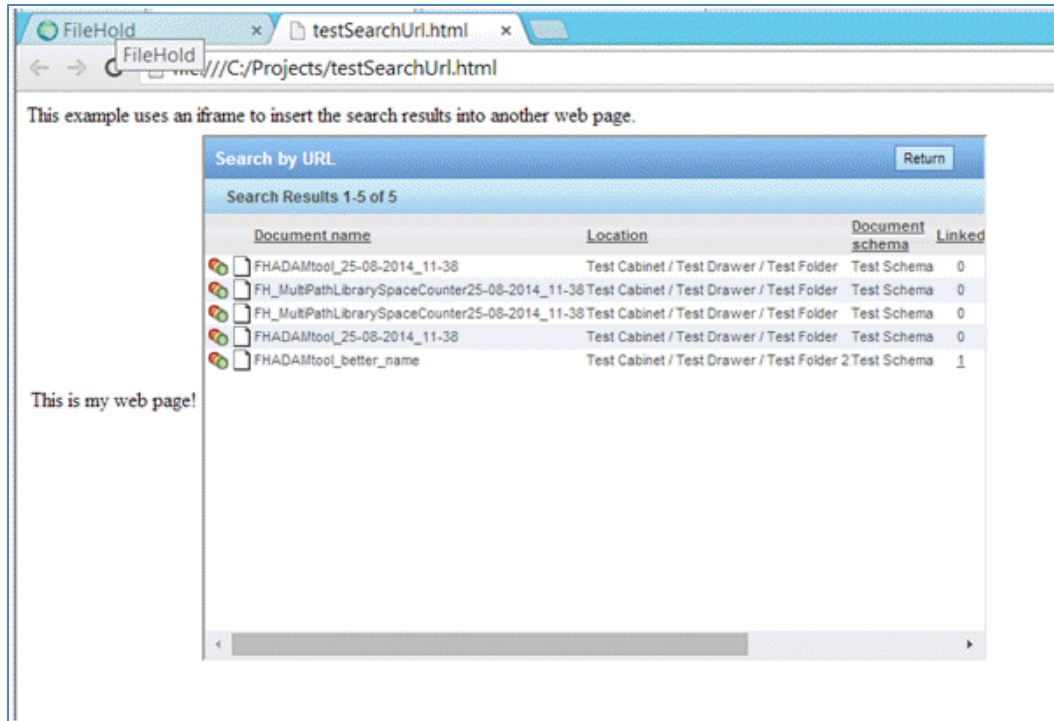 FileHold × testSearchUrl.html ×
FileHold
file:///C:/Projects/testSearchUrl.html
This example uses an iframe to insert the search results into another web page.
Search by URL Return
Search Results 1-5 of 5
Document name Location Document schema Linked
FHADAMtool_25-08-2014_11-38 Test Cabinet / Test Drawer / Test Folder Test Schema 0
FH_MultiPathLibrarySpaceCounter25-08-2014_11-38 Test Cabinet / Test Drawer / Test Folder Test Schema 0
FH_MultiPathLibrarySpaceCounter25-08-2014_11-38 Test Cabinet / Test Drawer / Test Folder Test Schema 0
FHADAMtool_25-08-2014_11-38 Test Cabinet / Test Drawer / Test Folder Test Schema 0
FHADAMtool_better_name Test Cabinet / Test Drawer / Test Folder 2 Test Schema 1
This is my web page!